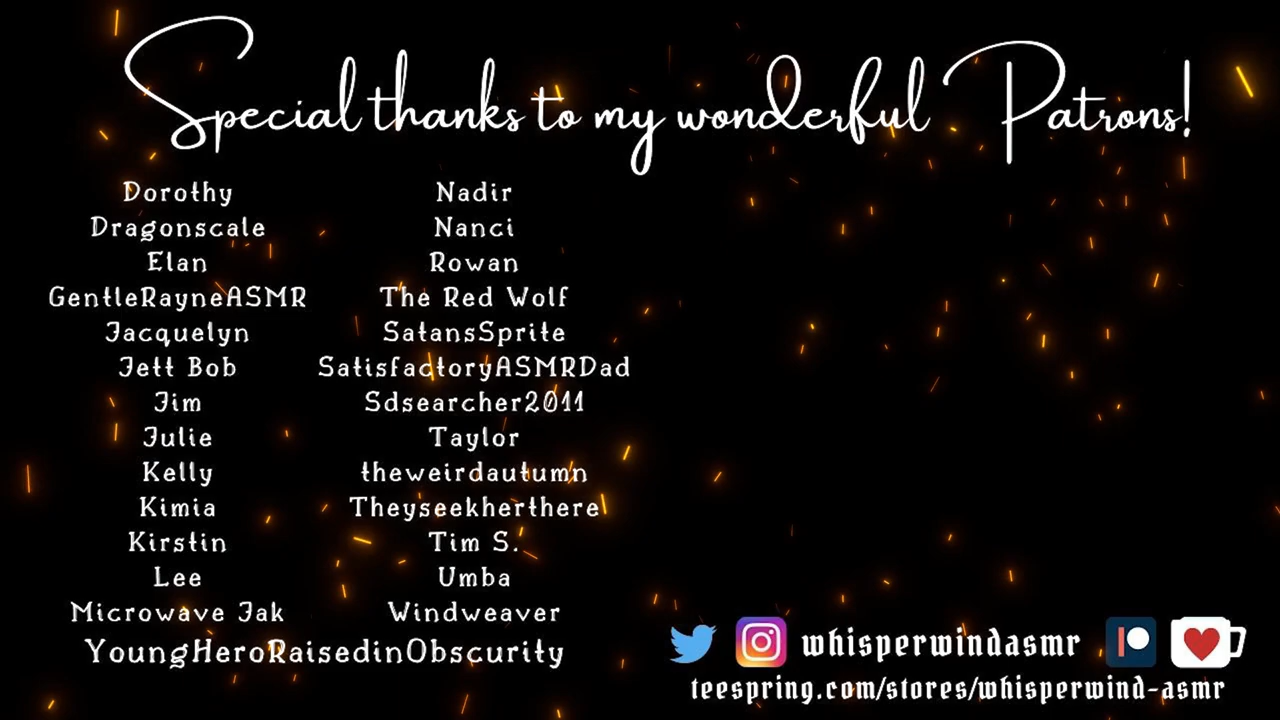 Special thanks to my wonderful Patrons!
Dorothy
Dragonscale
Elan
GentleRayneASMR
Jacquelyn
Jett Bob
Jim
Julie
Kelly
Kimia
Kirstin
Lee
Microwave Jak
Nadir
Nanci
Rowan
The Red Wolf
SatansSprite
SatisfactoryASMRDad
Sdsearcher2011
Taylor
theweirdautumn
Theyseekherthere
Tim S.
Umba
Windweaver
YoungHeroRaisedinObscurity
whisperwindasmr
teespring.com/stores/whisperwind-asmr